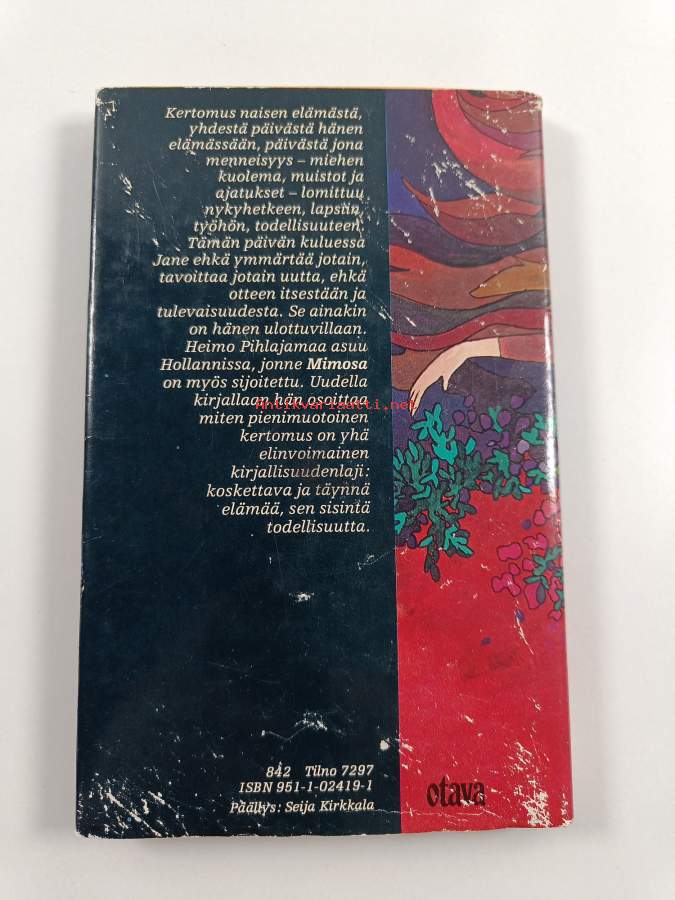 Kertomus naisen elämästä,
yhdestä päivästä hänen
elämässään, päivästä jona
menneisyys – miehen
kuolema, muistot ja
ajatukset – lomittuu
nykyhetkeen, lapsiin,
työhön, todellisuuteen.
Tämän päivän kuluessa
Jane ehkä ymmärtää jotain,
tavoittaa jotain uutta, ehkä
otteen itsestään ja
tulevaisuudesta. Se ainakin
on hänen ulottuvillaan.
Heimo Pihlajamaa asuu
Hollannissa, jonne Mimosa
on myös sijoitettu. Uudella
kirjallaan hän osoittaa
Antikvariaatti.net
miten pienimuotoinen
kertomus on yhä
elinvoimainen
kirjallisuudenlaji:
koskettava ja täynnä
elämää, sen sisintä
todellisuutta.
842 Tilno 7297
ISBN 951-1-02419-1
Päällys: Seija Kirkkala
otava